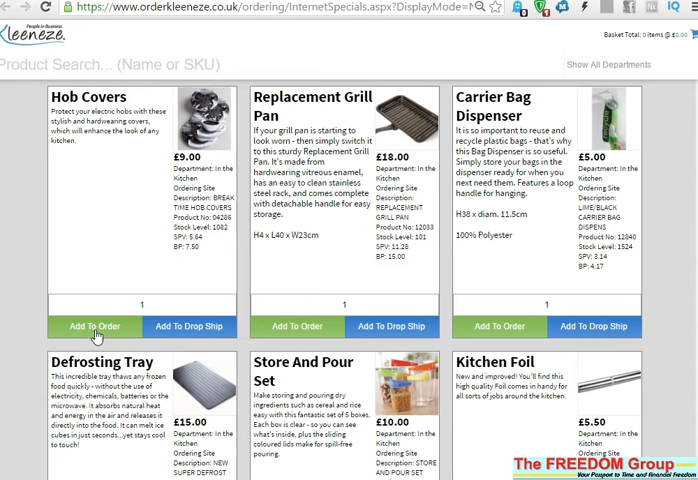 https://www.orderkleeneze.co.uk/ordering/InternetSpecials.aspx?DisplayMode=
People in Business
kleeneze.
Basket Total: 0 items @ £0.00
Product Search... (Name or SKU)
Show All Departments
Hob Covers
Protect your electric hobs with these
stylish and hardwearing covers,
which will enhance the look of any
kitchen.
£9.00
Department: In the
Kitchen
Ordering Site
Description: BREAK
TIME HOB COVERS
Product No: 04286
Stock Level: 1082
SPV: 5.64
BP: 7.50
1
Add To Order
Add To Drop Ship
Replacement Grill
Pan
If your grill pan is starting to
look worn - then simply switch it
to this sturdy Replacement Grill
Pan. It's made from
hardwearing vitreous enamel,
has an easy to clean stainless
steel rack, and comes complete
with detachable handle for easy
storage.
H4 x L40 x W23cm
£18.00
Department: In the
Kitchen
Ordering Site
Description:
REPLACEMENT
GRILL PAN
Product No: 12033
Stock Level: 101
SPV: 11.28
BP: 15.00
1
Add To Order
Add To Drop Ship
Carrier Bag
Dispenser
It is so important to reuse and
recycle plastic bags - that's why
this Bag Dispenser is so useful.
Simply store your bags in the
dispenser ready for when you
next need them. Features a loop
handle for hanging.
H38 x diam. 11.5cm
100% Polyester
£5.00
Department: In the
Kitchen
Ordering Site
Description:
LIME/BLACK
CARRIER BAG
DISPENS
Product No: 12840
Stock Level: 1524
SPV: 3.14
BP: 4.17
1
Add To Order
Add To Drop Ship
Defrosting Tray
This incredible tray thaws any frozen
food quickly - without the use of
electricity, chemicals, batteries or the
microwave. It absorbs natural heat
and energy in the air and releases it
directly into the food. It can melt ice
cubes in just seconds...yet stays cool
to touch!
£15.00
Department: In the
Kitchen
Ordering Site
Description: NEW
SUPER DEFROST
Store And Pour
Set
Make storing and pouring dry
ingredients such as cereal and rice
easy with this fantastic set of 5 boxes.
Each box is clear - so you can see
what's inside, plus the sliding
coloured lids make for spill-free
pouring.
£10.00
Department: In the
Kitchen
Ordering Site
Description: STORE
AND POUR SET
Kitchen Foil
New and improved! You'll find this
high quality Foil comes in handy for
all sorts of jobs around the kitchen.
£5.50
Department: In the
Kitchen
Ordering Site
The FREEDOM Group
Your Passport to Time and Financial Freedom